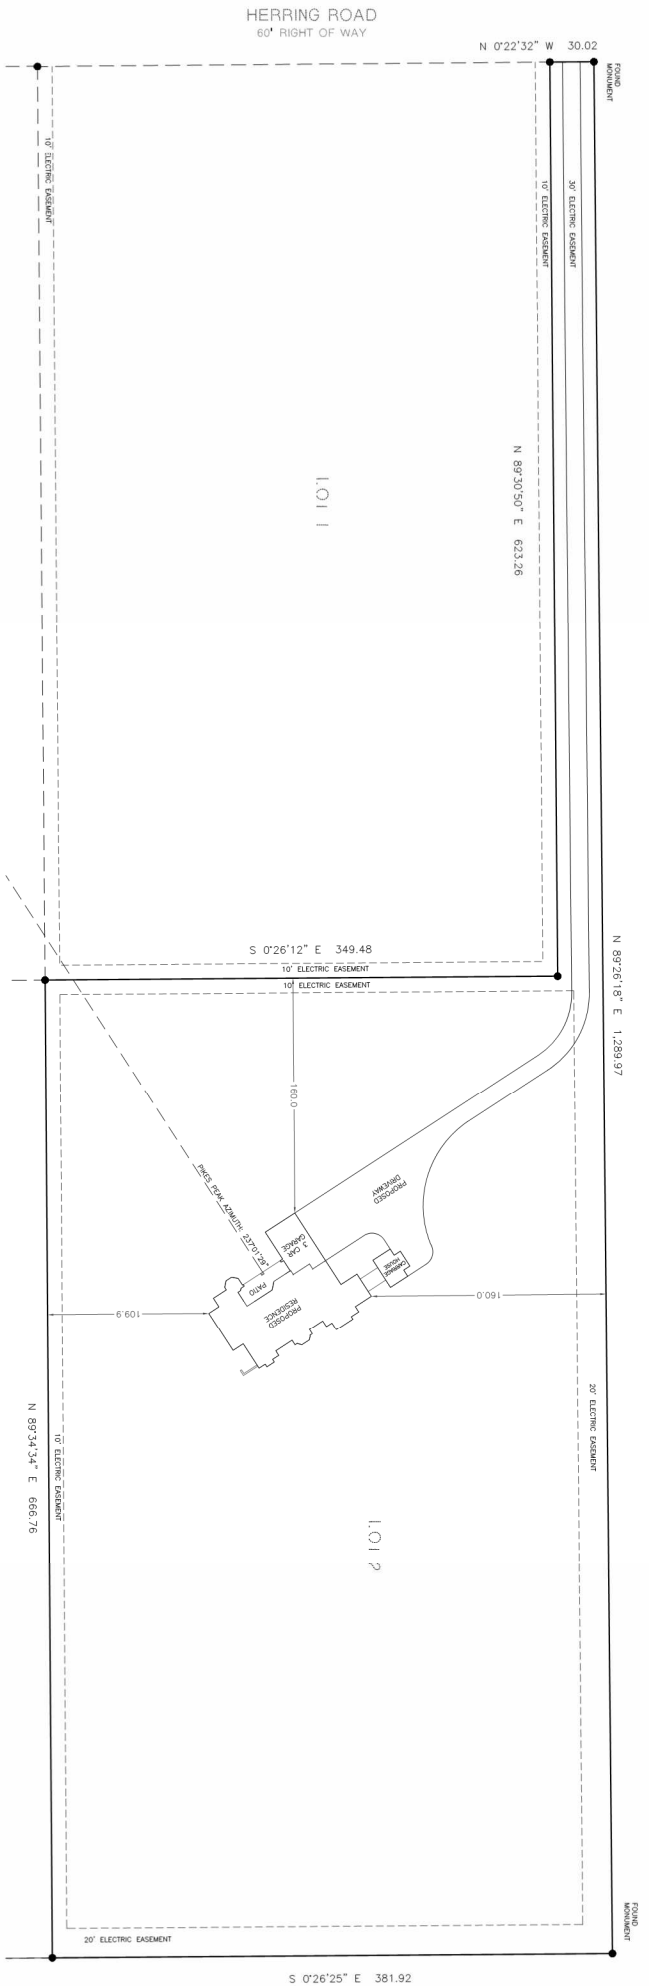 HERRING ROAD
60' RIGHT OF WAY
N 0°22'32" W 30.02
FOUND
MONUMENT
10' ELECTRIC EASEMENT
10' ELECTRIC EASEMENT
30' ELECTRIC EASEMENT
N 89°30'50" E 623.26
LOT 1
N 89°26'18" E 1,289.97
S 0°26'12" E 349.48
10' ELECTRIC EASEMENT
10' ELECTRIC EASEMENT
160.0
PIKES PEAK AZIMUTH: 237°01'29"
PROPOSED
DRIVEWAY
3 CAR
GARAGE
CARRIAGE
HOUSE
PATIO
PROPOSED
RESIDENCE
160.0
109.9
20' ELECTRIC EASEMENT
N 89°34'34" E 666.76
10' ELECTRIC EASEMENT
LOT 2
FOUND
MONUMENT
20' ELECTRIC EASEMENT
S 0°26'25" E 381.92